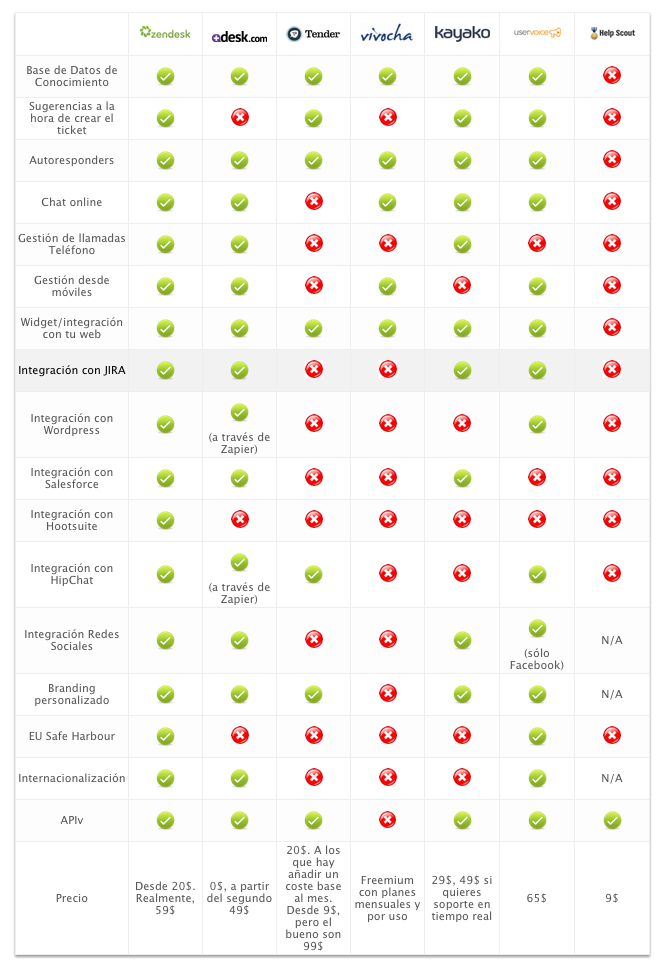 zendesk
desk.com
Tender
vivocha
kayako
uservoice
Help Scout
Base de Datos de
Conocimiento
Sugerencias a la
hora de crear el
ticket
Autoresponders
Chat online
Gestión de llamadas
Teléfono
Gestión desde
móviles
Widget/integración
con tu web
Integración con JIRA
Integración con
Wordpress
(a través de
Zapier)
Integración con
Salesforce
Integración con
Hootsuite
Integración con
HipChat
(a través de
Zapier)
Integración Redes
Sociales
(sólo
Facebook)
N/A
Branding
personalizado
N/A
EU Safe Harbour
Internacionalización
N/A
APIv
Precio
Desde 20$.
Realmente,
59$
0$, a partir
del segundo
49$
20$. A los
que hay
añadir un
coste base
al mes.
Desde 9$,
pero el
bueno son
99$
Freemium
con planes
mensuales y
por uso
29$, 49$ si
quieres
soporte en
tiempo real
65$
9$